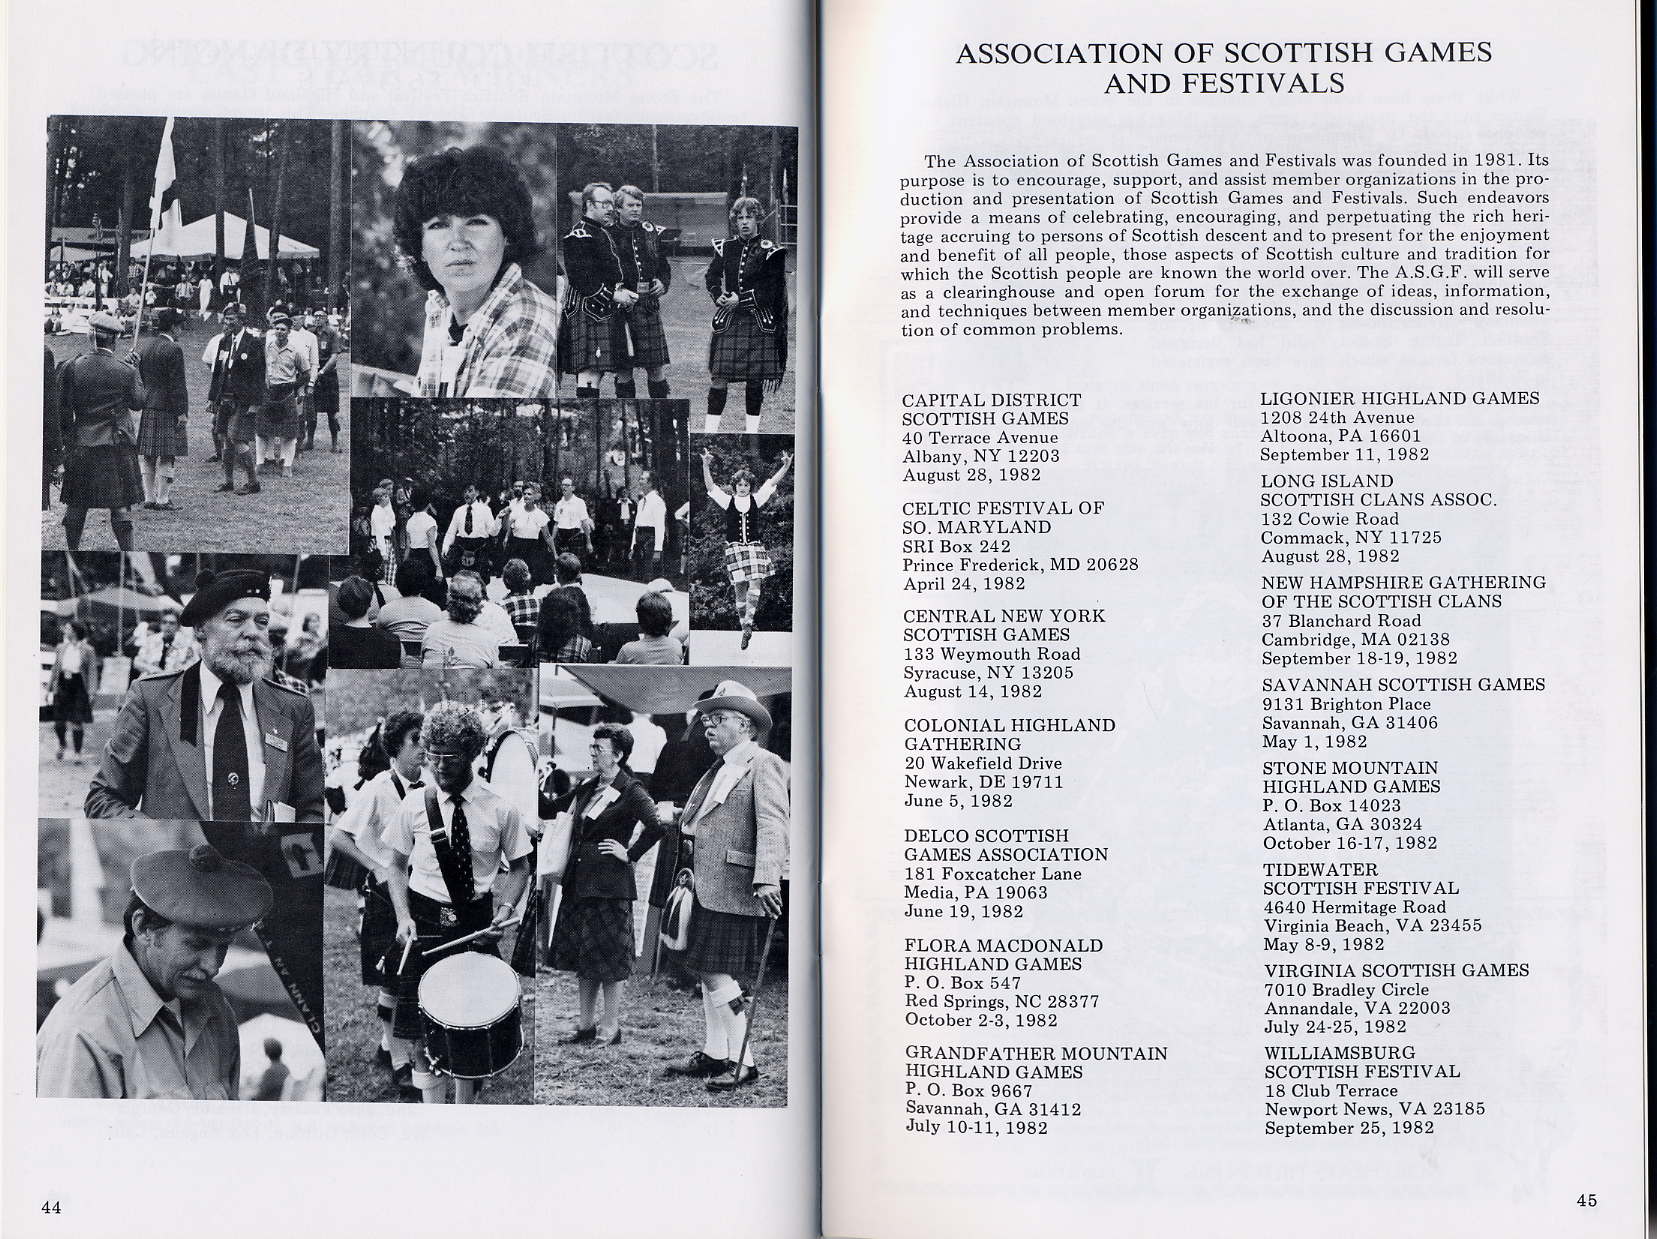 CLANN T
44
ASSOCIATION OF SCOTTISH GAMES
AND FESTIVALS
The Association of Scottish Games and Festivals was founded in 1981. Its
purpose is to encourage, support, and assist member organizations in the pro-
duction and presentation of Scottish Games and Festivals. Such endeavors
provide a means of celebrating, encouraging, and perpetuating the rich heri-
tage accruing to persons of Scottish descent and to present for the enjoyment
and benefit of all people, those aspects of Scottish culture and tradition for
which the Scottish people are known the world over. The A.S.G.F. will serve
as a clearinghouse and open forum for the exchange of ideas, information,
and techniques between member organizations, and the discussion and resolu-
tion of common problems.
CAPITAL DISTRICT
SCOTTISH GAMES
40 Terrace Avenue
Albany, NY 12203
August 28, 1982
CELTIC FESTIVAL OF
SO. MARYLAND
SRI Box 242
Prince Frederick, MD 20628
April 24, 1982
CENTRAL NEW YORK
SCOTTISH GAMES
133 Weymouth Road
Syracuse, NY 13205
August 14, 1982
COLONIAL HIGHLAND
GATHERING
20 Wakefield Drive
Newark, DE 19711
June 5, 1982
DELCO SCOTTISH
GAMES ASSOCIATION
181 Foxcatcher Lane
Media, PA 19063
June 19, 1982
FLORA MACDONALD
HIGHLAND GAMES
P. O. Box 547
Red Springs, NC 28377
October 2-3, 1982
GRANDFATHER MOUNTAIN
HIGHLAND GAMES
P. O. Box 9667
Savannah, GA 31412
July 10-11, 1982
LIGONIER HIGHLAND GAMES
1208 24th Avenue
Altoona, PA 16601
September 11, 1982
LONG ISLAND
SCOTTISH CLANS ASSOC.
132 Cowie Road
Commack, NY 11725
August 28, 1982
NEW HAMPSHIRE GATHERING
OF THE SCOTTISH CLANS
37 Blanchard Road
Cambridge, MA 02138
September 18-19, 1982
SAVANNAH SCOTTISH GAMES
9131 Brighton Place
Savannah, GA 31406
May 1, 1982
STONE MOUNTAIN
HIGHLAND GAMES
P. O. Box 14023
Atlanta, GA 30324
October 16-17, 1982
TIDEWATER
SCOTTISH FESTIVAL
4640 Hermitage Road
Virginia Beach, VA 23455
May 8-9, 1982
VIRGINIA SCOTTISH GAMES
7010 Bradley Circle
Annandale, VA 22003
July 24-25, 1982
WILLIAMSBURG
SCOTTISH FESTIVAL
18 Club Terrace
Newport News, VA 23185
September 25, 1982
45